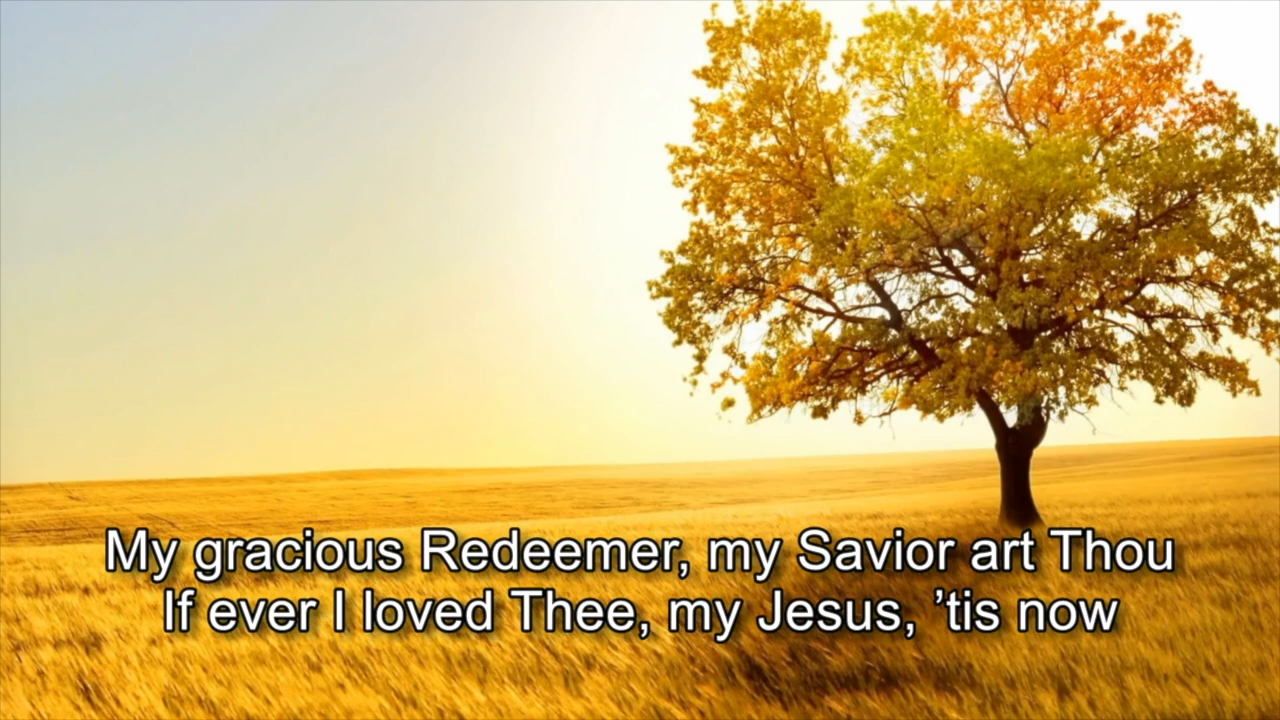 My gracious Redeemer, my Savior art Thou
If ever I loved Thee, my Jesus, ’tis now